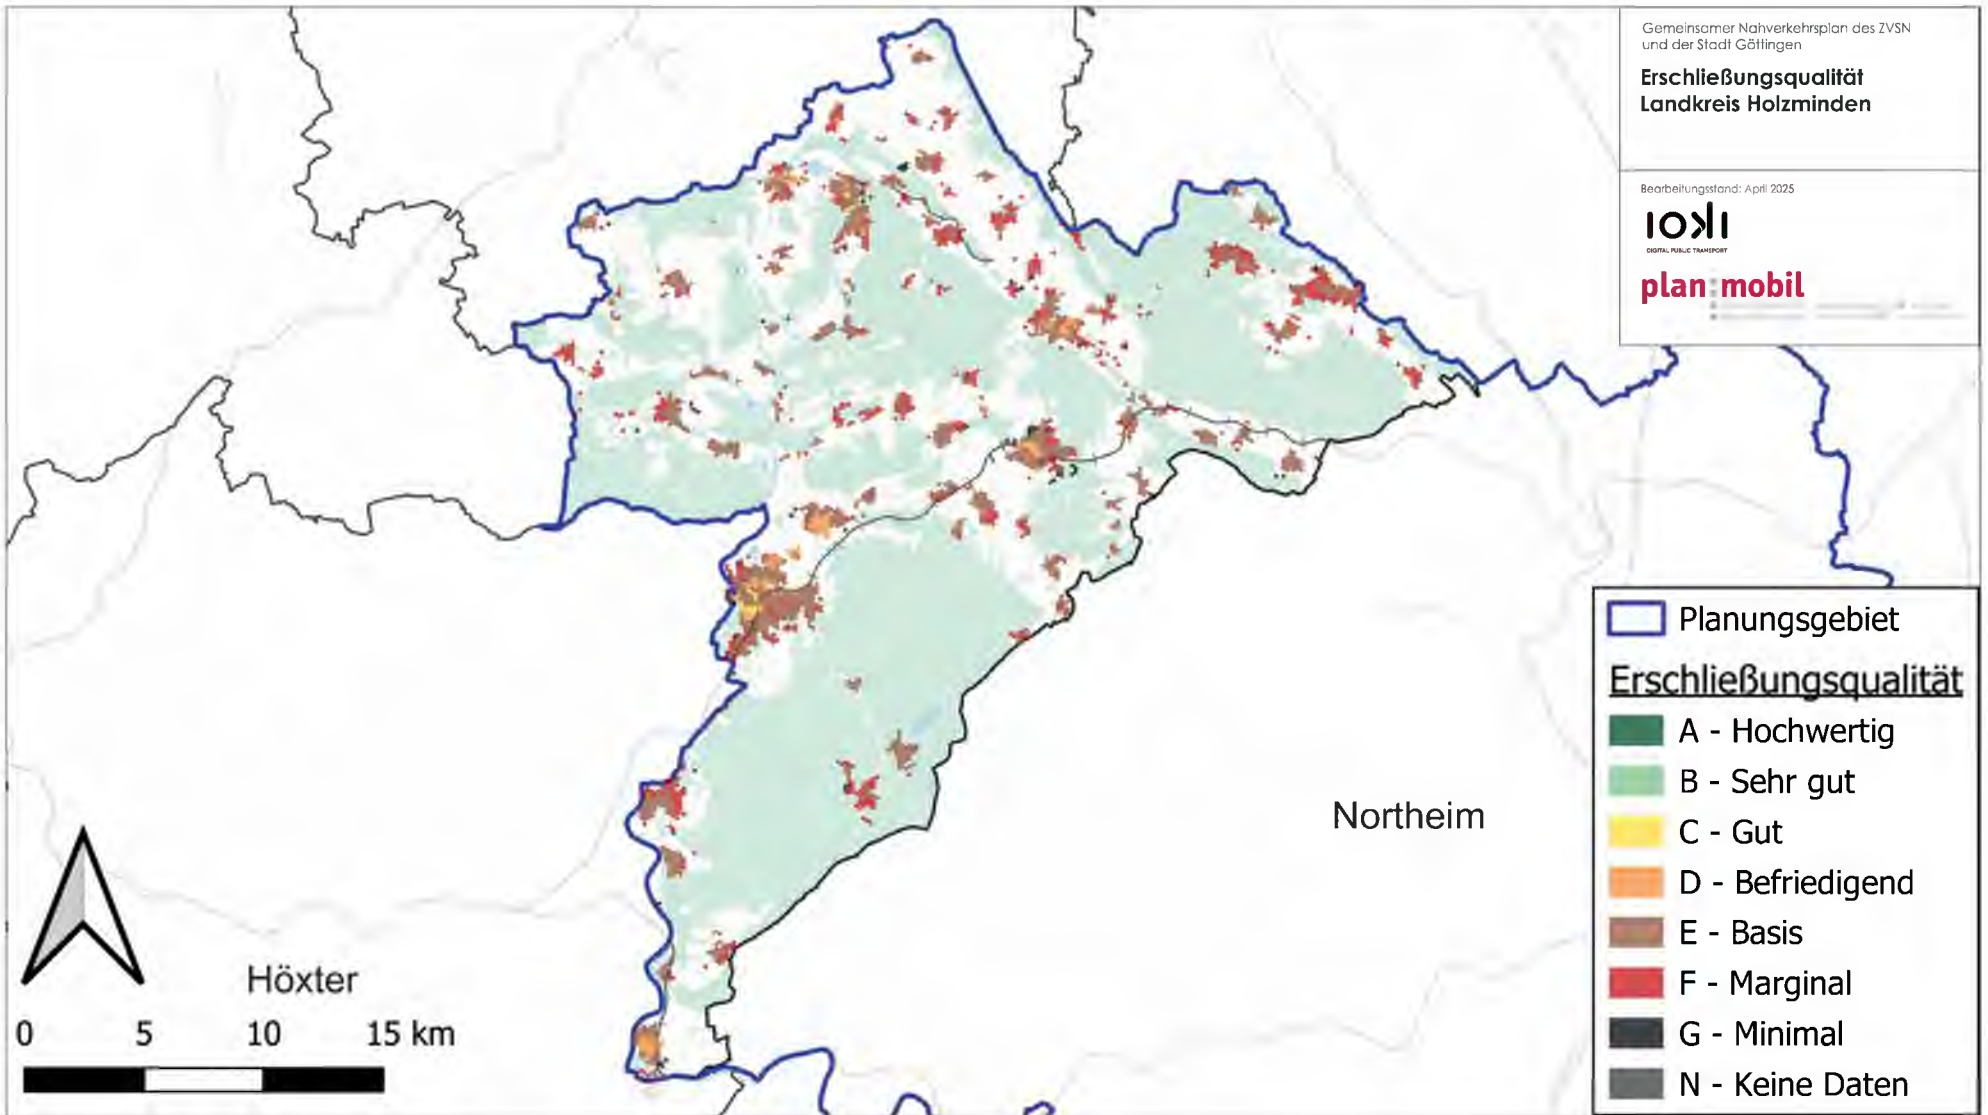 Gemeinsamer Nahverkehrsplan des ZVSN
und der Stadt Göttingen
Erschließungsqualität
Landkreis Holzminden
Bearbeitungsstand: April 2025
ioki
DIGITAL PUBLIC TRANSPORT
plan:mobil
Planungsgebiet
Erschließungsqualität
A - Hochwertig
B - Sehr gut
C - Gut
D - Befriedigend
E - Basis
F - Marginal
G - Minimal
N - Keine Daten
Northeim
Höxter
0 5 10 15 km